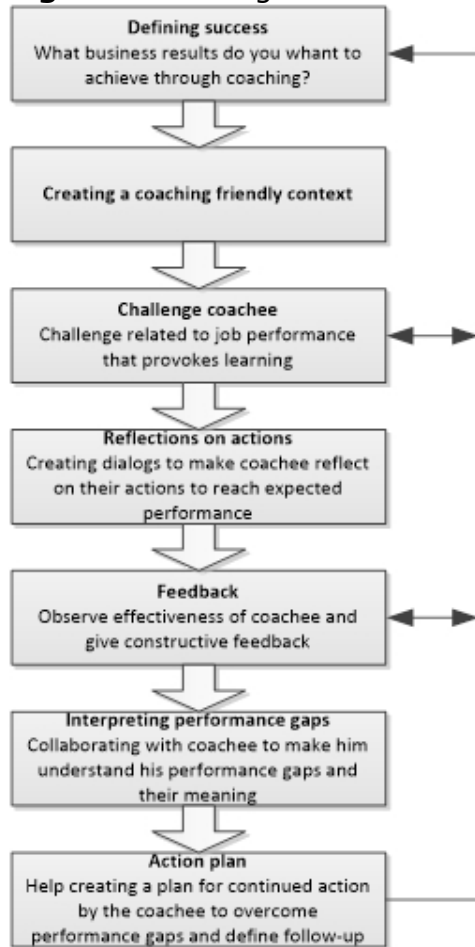 Defining success
What business results do you whant to
achieve through coaching?
Creating a coaching friendly context
Challenge coachee
Challenge related to job performance
that provokes learning
Reflections on actions
Creating dialogs to make coachee reflect
on their actions to reach expected
performance
Feedback
Observe effectiveness of coachee and
give constructive feedback
Interpreting performance gaps
Collaborating with coachee to make him
understand his performance gaps and
their meaning
Action plan
Help creating a plan for continued action
by the coachee to overcome
performance gaps and define follow-up